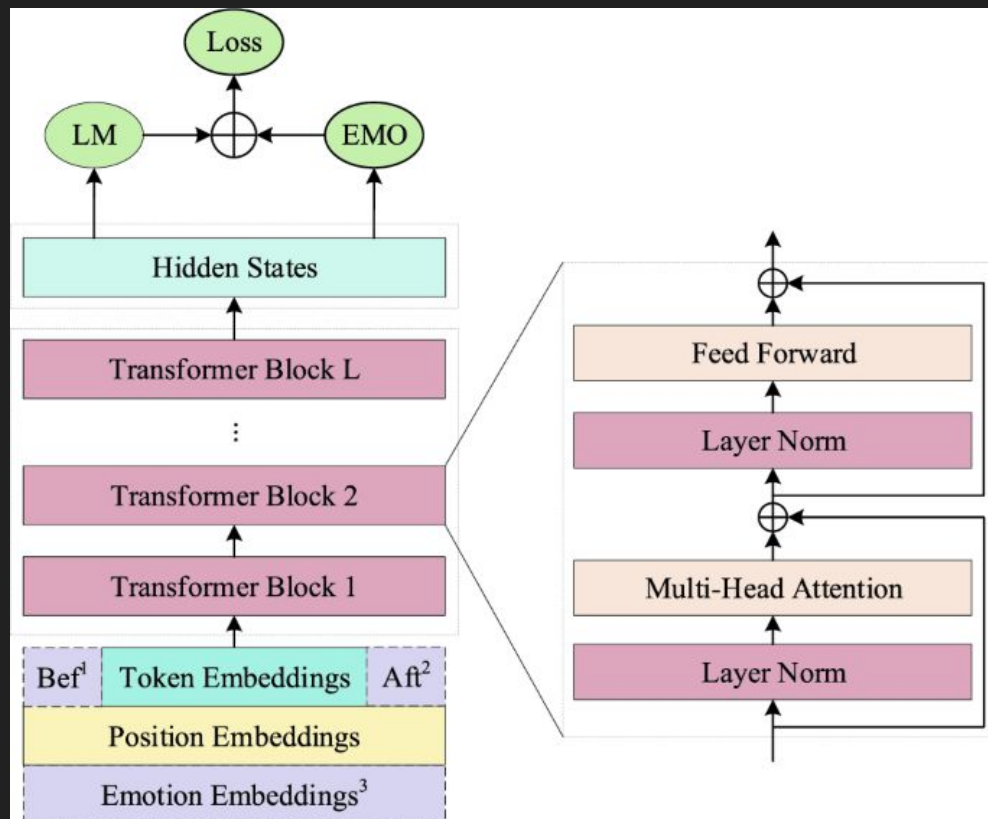 Loss
LM
EMO
Hidden States
Transformer Block L
...
Transformer Block 2
Transformer Block 1
Bef¹ Token Embeddings Aft²
Position Embeddings
Emotion Embeddings³
Feed Forward
Layer Norm
Multi-Head Attention
Layer Norm